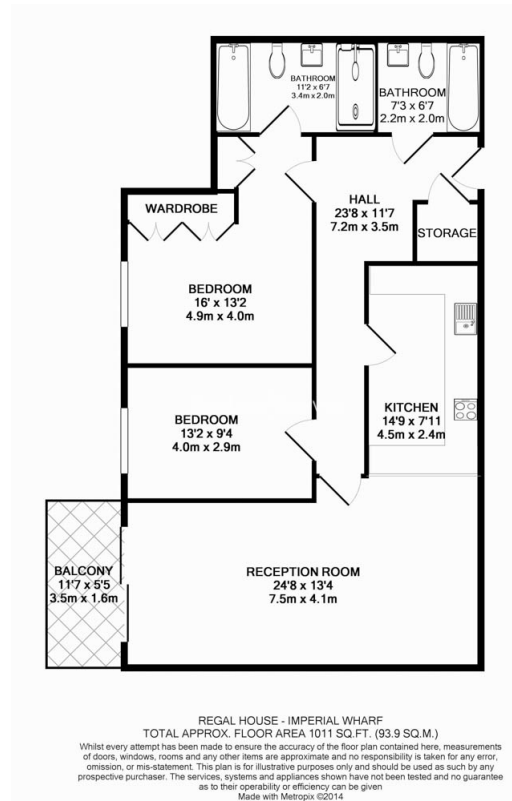 BATHROOM
11'2 x 6'7
3.4m x 2.0m
BATHROOM
7'3 x 6'7
2.2m x 2.0m
WARDROBE
HALL
23'8 x 11'7
7.2m x 3.5m
STORAGE
BEDROOM
16' x 13'2
4.9m x 4.0m
BEDROOM
13'2 x 9'4
4.0m x 2.9m
KITCHEN
14'9 x 7'11
4.5m x 2.4m
BALCONY
11'7 x 5'5
3.5m x 1.6m
RECEPTION ROOM
24'8 x 13'4
7.5m x 4.1m
REGAL HOUSE - IMPERIAL WHARF
TOTAL APPROX. FLOOR AREA 1011 SQ.FT. (93.9 SQ.M.)
Whilst every attempt has been made to ensure the accuracy of the floor plan contained here, measurements
of doors, windows, rooms and any other items are approximate and no responsibility is taken for any error,
omission, or mis-statement. This plan is for illustrative purposes only and should be used as such by any
prospective purchaser. The services, systems and appliances shown have not been tested and no guarantee
as to their operability or efficiency can be given
Made with Metropix ©2014